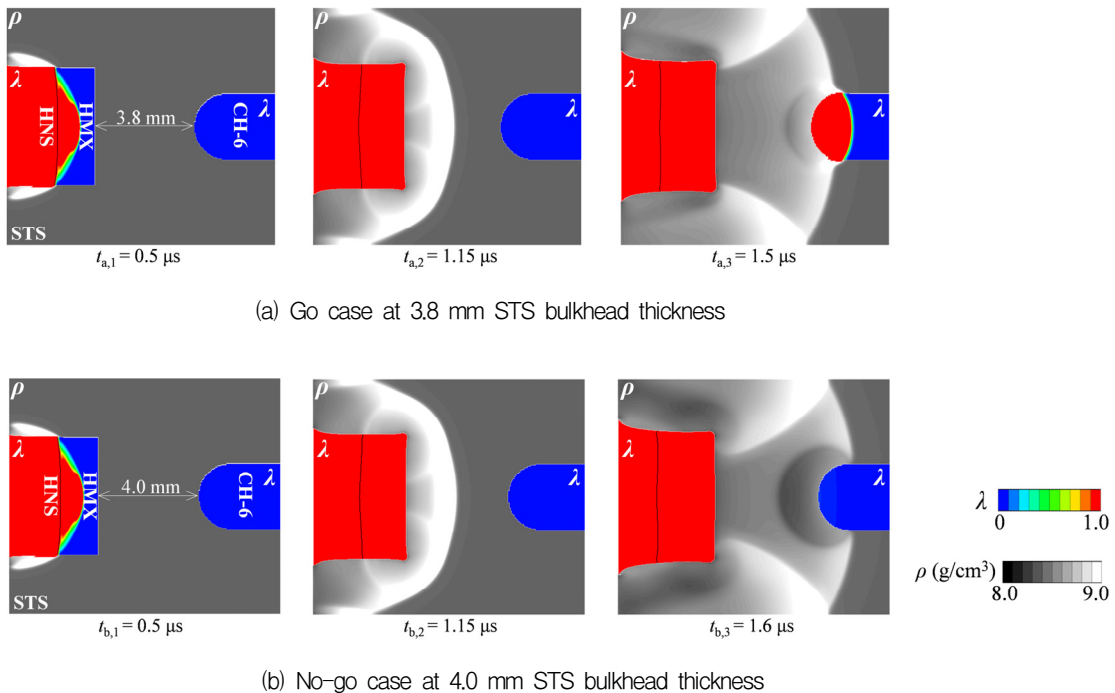 ρ
λ
HNS
HMX
3.8 mm
CH-6
λ
STS
t_a,1 = 0.5 μs
ρ
λ
λ
t_a,2 = 1.15 μs
ρ
λ
λ
t_a,3 = 1.5 μs
(a) Go case at 3.8 mm STS bulkhead thickness
ρ
λ
HNS
HMX
4.0 mm
CH-6
λ
STS
t_b,1 = 0.5 μs
ρ
λ
λ
t_b,2 = 1.15 μs
ρ
λ
λ
t_b,3 = 1.6 μs
λ
0 1.0
ρ (g/cm³)
8.0 9.0
(b) No-go case at 4.0 mm STS bulkhead thickness